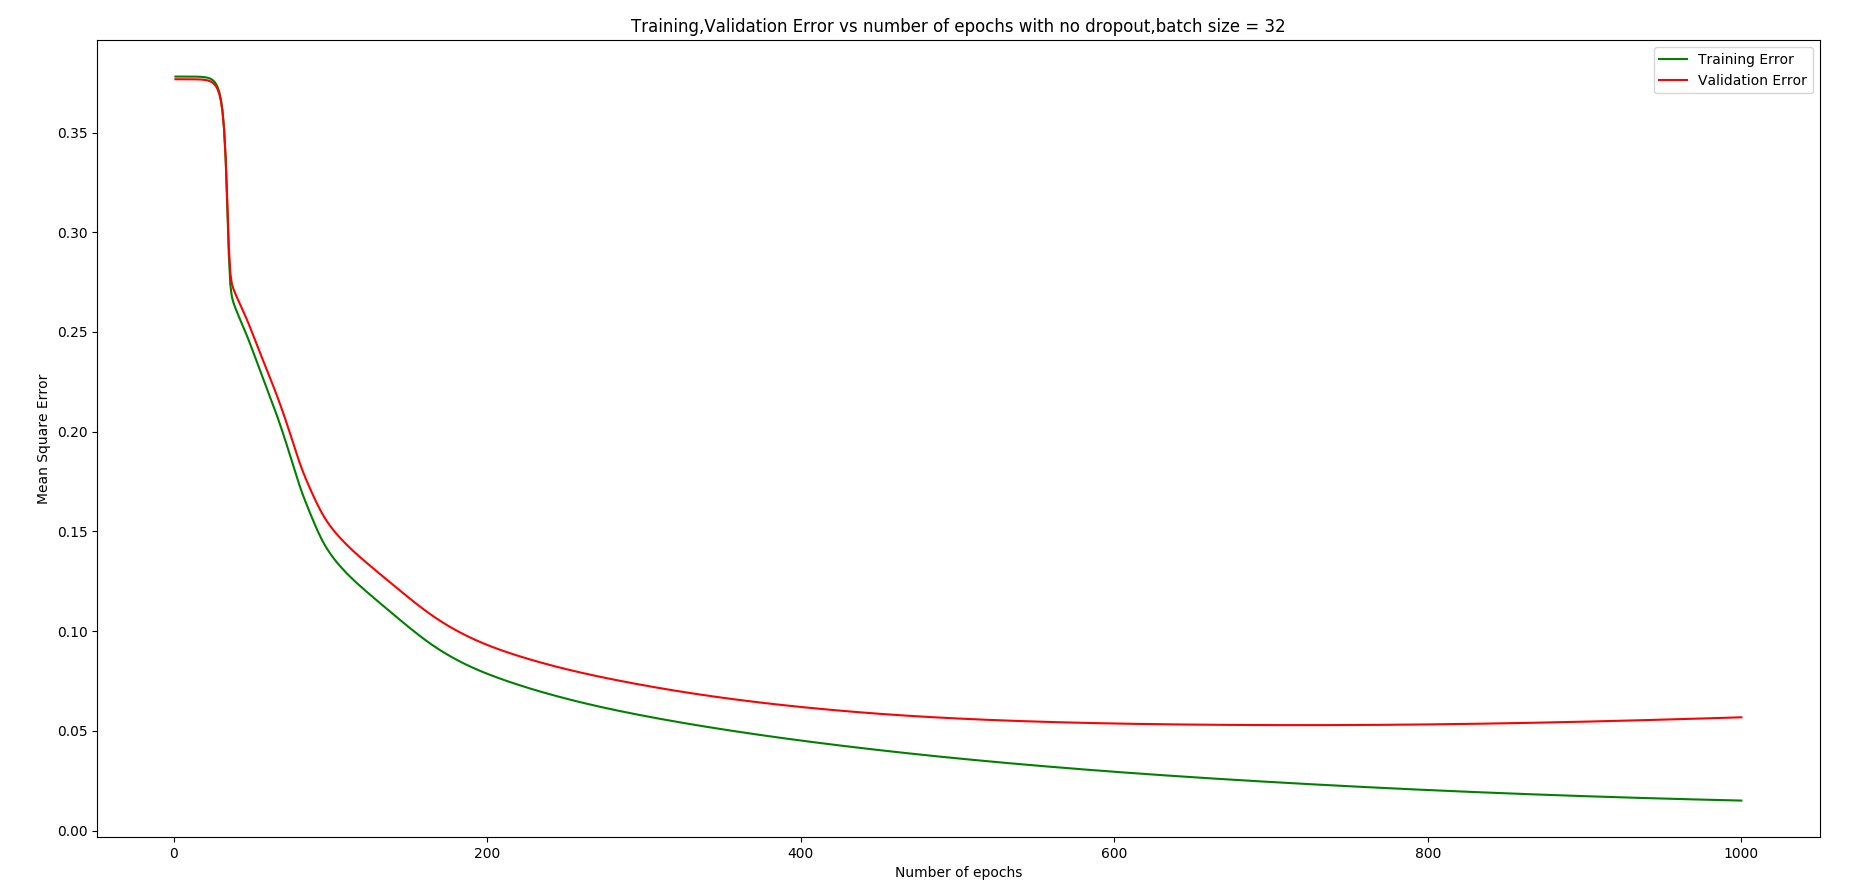 Training,Validation Error vs number of epochs with no dropout,batch size = 32
Training Error
Validation Error
0.35
0.30
0.25
0.20
0.15
0.10
0.05
0.00
Mean Square Error
0 200 400 600 800 1000
Number of epochs